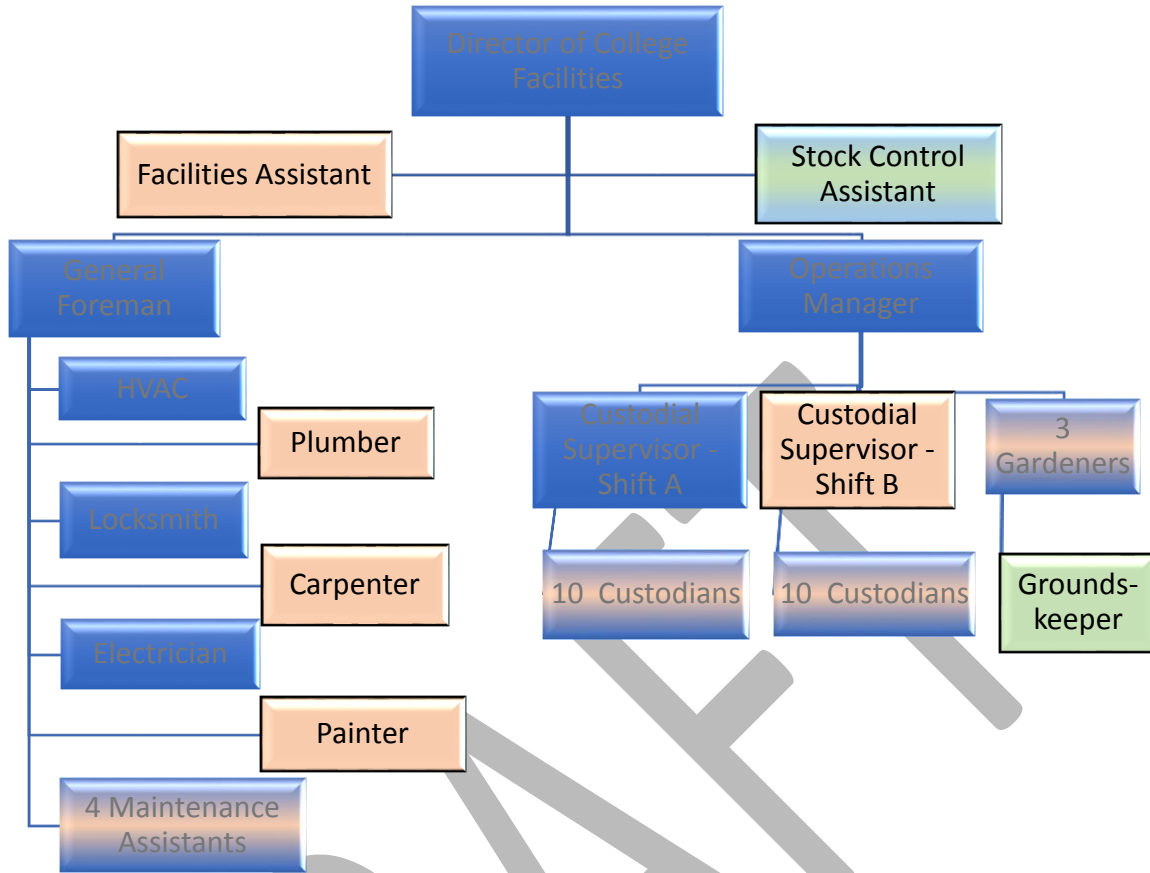 Director of College
Facilities
Facilities Assistant
Stock Control
Assistant
General
Foreman
Operations
Manager
HVAC
Plumber
Locksmith
Carpenter
Electrician
Painter
4 Maintenance
Assistants
Custodial
Supervisor -
Shift A
10 Custodians
Custodial
Supervisor -
Shift B
10 Custodians
3
Gardeners
Grounds-
keeper